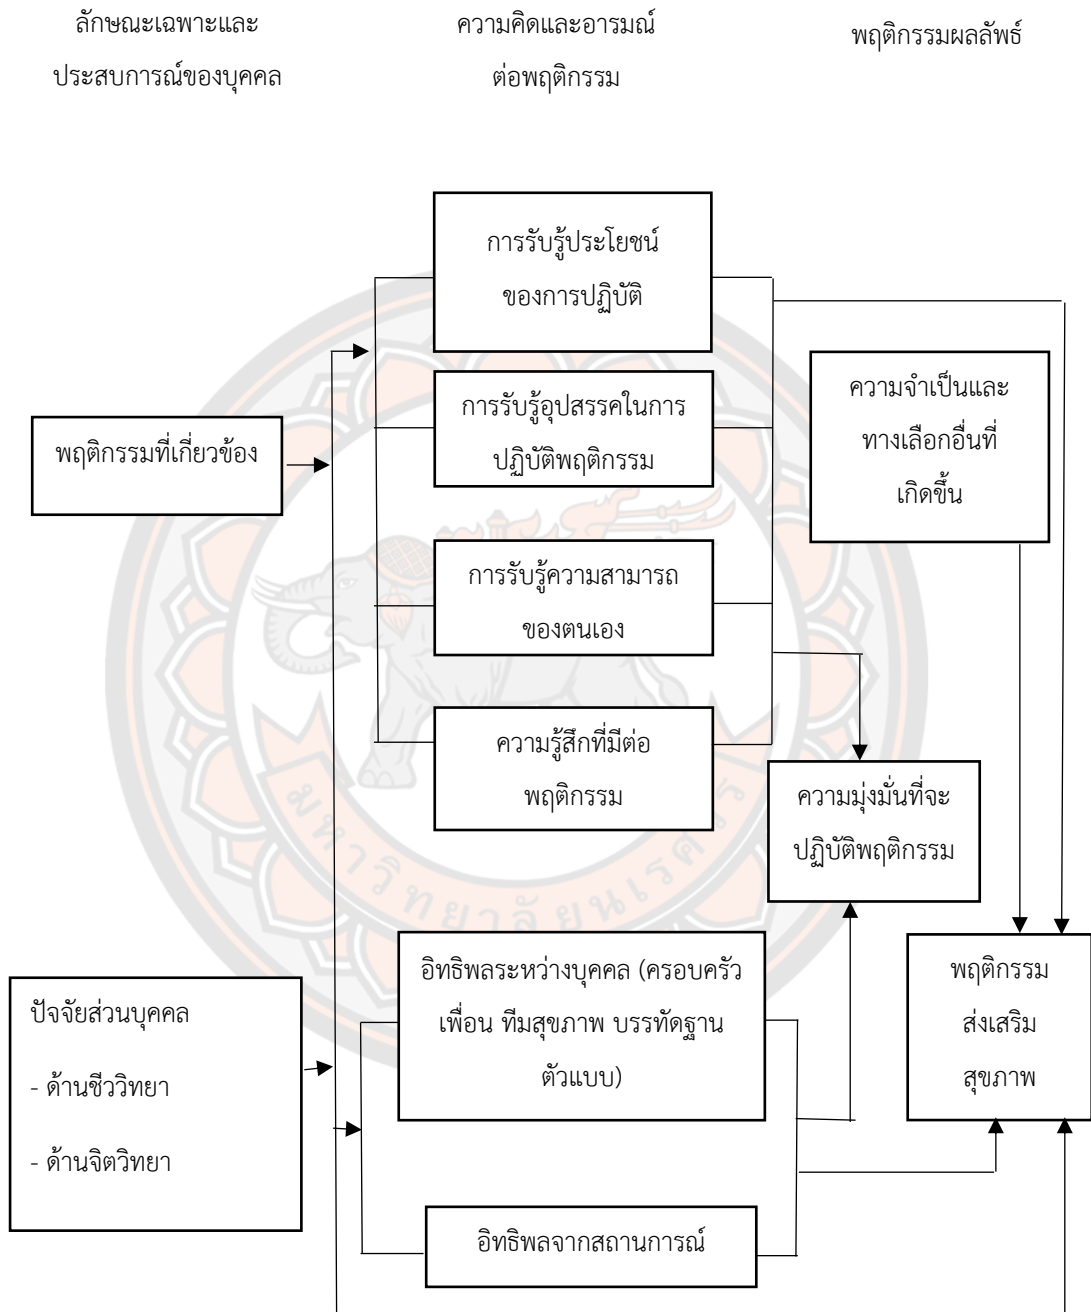 ลักษณะเฉพาะและ
ประสบการณ์ของบุคคล
ความคิดและอารมณ์
ต่อพฤติกรรม
พฤติกรรมผลลัพธ์
การรับรู้ประโยชน์
ของการปฏิบัติ
การรับรู้อุปสรรคในการ
ปฏิบัติพฤติกรรม
ความจำเป็นและ
ทางเลือกอื่นที่
เกิดขึ้น
พฤติกรรมที่เกี่ยวข้อง
การรับรู้ความสามารถ
ของตนเอง
ความรู้สึกที่มีต่อ
พฤติกรรม
ความมุ่งมั่นที่จะ
ปฏิบัติพฤติกรรม
ปัจจัยส่วนบุคคล
- ด้านชีววิทยา
- ด้านจิตวิทยา
อิทธิพลระหว่างบุคคล (ครอบครัว
เพื่อน ทีมสุขภาพ บรรทัดฐาน
ตัวแบบ)
พฤติกรรม
ส่งเสริม
สุขภาพ
อิทธิพลจากสถานการณ์
มหาวิทยาลัยนเรศวร